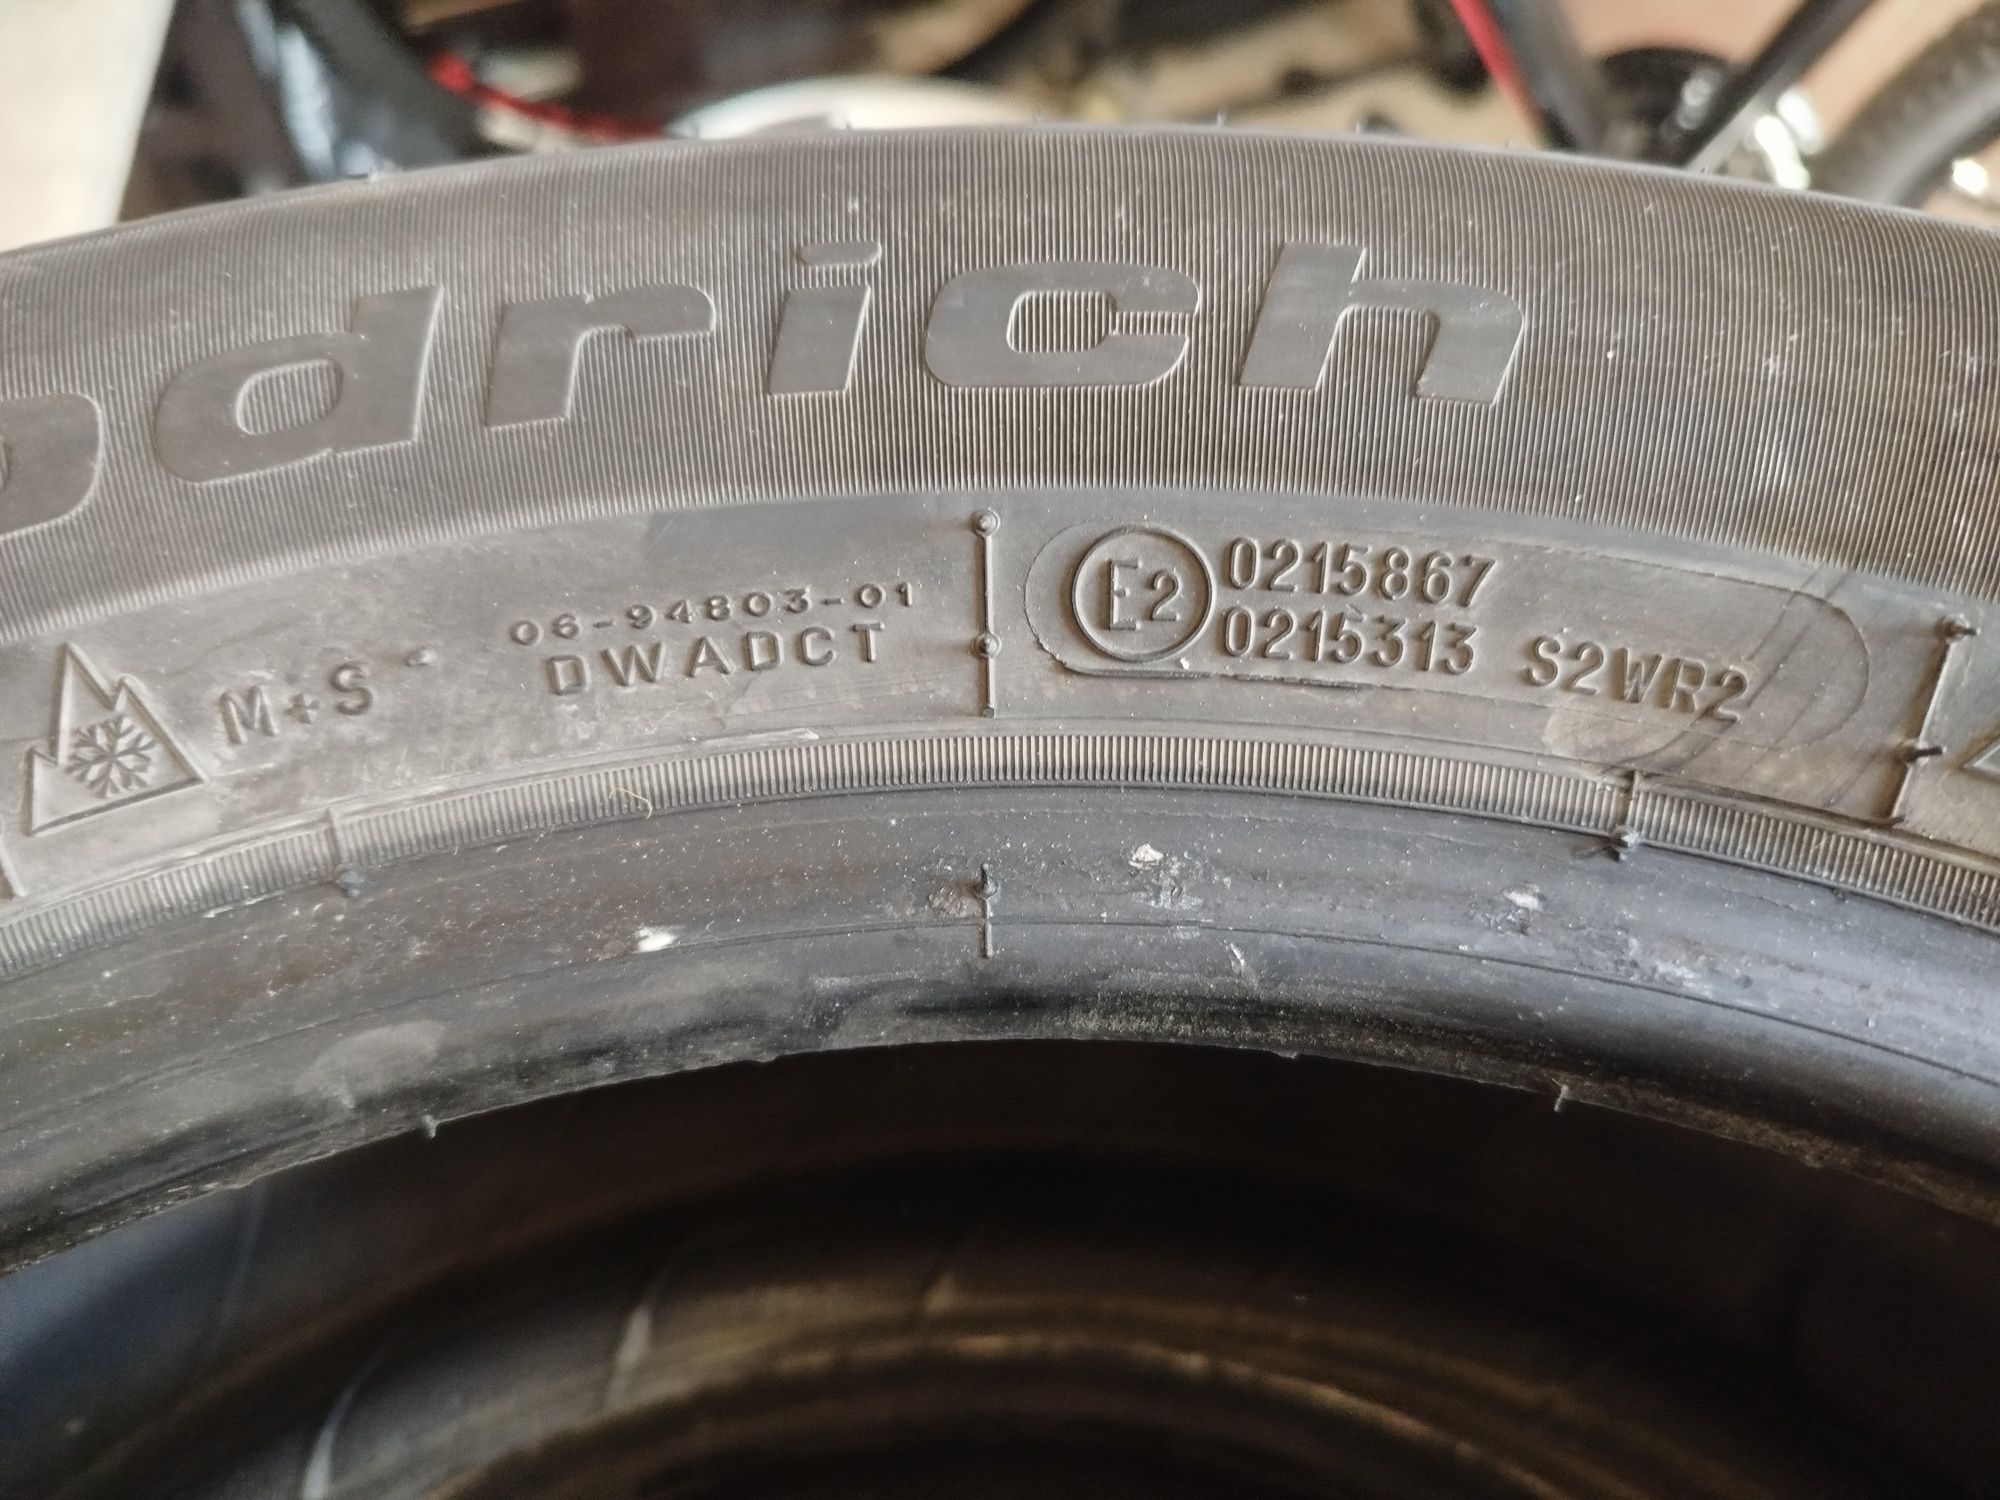 odrich
M+S
06-94803-01
DWADCT
E2
0215867
0215313 S2WR2